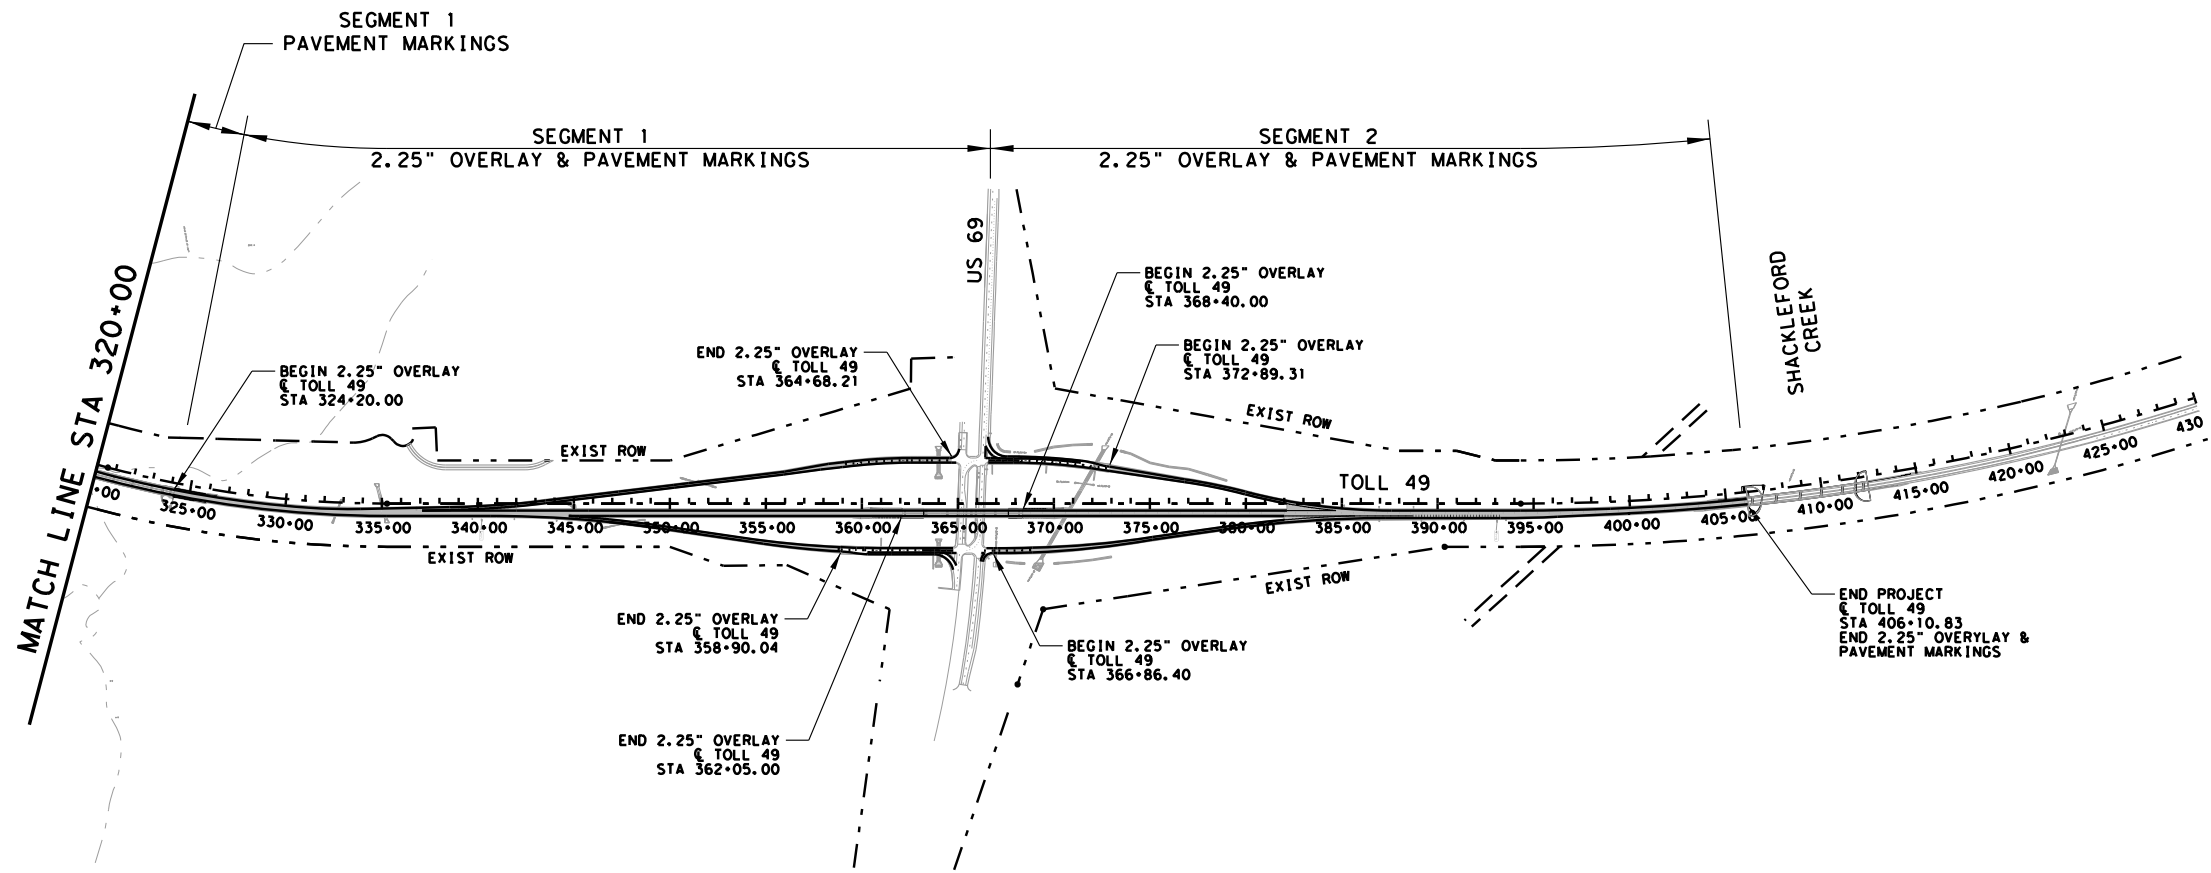 SEGMENT 1
PAVEMENT MARKINGS
SEGMENT 1
2.25" OVERLAY & PAVEMENT MARKINGS
SEGMENT 2
2.25" OVERLAY & PAVEMENT MARKINGS
MATCH LINE STA 320+00
US 69
SHACKLEFORD
CREEK
BEGIN 2.25" OVERLAY
℄ TOLL 49
STA 368+40.00
BEGIN 2.25" OVERLAY
℄ TOLL 49
STA 372+89.31
END 2.25" OVERLAY
℄ TOLL 49
STA 364+68.21
BEGIN 2.25" OVERLAY
℄ TOLL 49
STA 324+20.00
EXIST ROW
EXIST ROW
TOLL 49
+00
325+00
330+00
335+00
340+00
345+00
350+00
355+00
360+00
365+00
370+00
375+00
380+00
385+00
390+00
395+00
400+00
405+00
410+00
415+00
420+00
425+00
430
EXIST ROW
EXIST ROW
END 2.25" OVERLAY
℄ TOLL 49
STA 358+90.04
BEGIN 2.25" OVERLAY
℄ TOLL 49
STA 366+86.40
END PROJECT
℄ TOLL 49
STA 406+10.83
END 2.25" OVERYLAY &
PAVEMENT MARKINGS
END 2.25" OVERLAY
℄ TOLL 49
STA 362+05.00